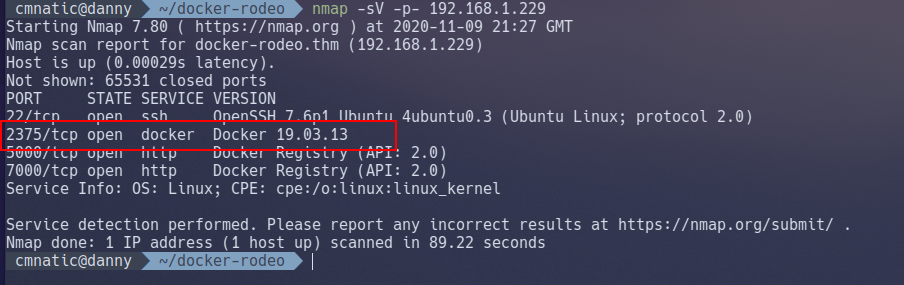 cmnatic@danny ~/docker-rodeo nmap -sV -p- 192.168.1.229
Starting Nmap 7.80 ( https://nmap.org ) at 2020-11-09 21:27 GMT
Nmap scan report for docker-rodeo.thm (192.168.1.229)
Host is up (0.00029s latency).
Not shown: 65531 closed ports
PORT     STATE SERVICE VERSION
22/tcp   open  ssh     OpenSSH 7.6p1 Ubuntu 4ubuntu0.3 (Ubuntu Linux; protocol 2.0)
2375/tcp open  docker  Docker 19.03.13
5000/tcp open  http    Docker Registry (API: 2.0)
7000/tcp open  http    Docker Registry (API: 2.0)
Service Info: OS: Linux; CPE: cpe:/o:linux:linux_kernel
Service detection performed. Please report any incorrect results at https://nmap.org/submit/ .
Nmap done: 1 IP address (1 host up) scanned in 89.22 seconds
cmnatic@danny ~/docker-rodeo